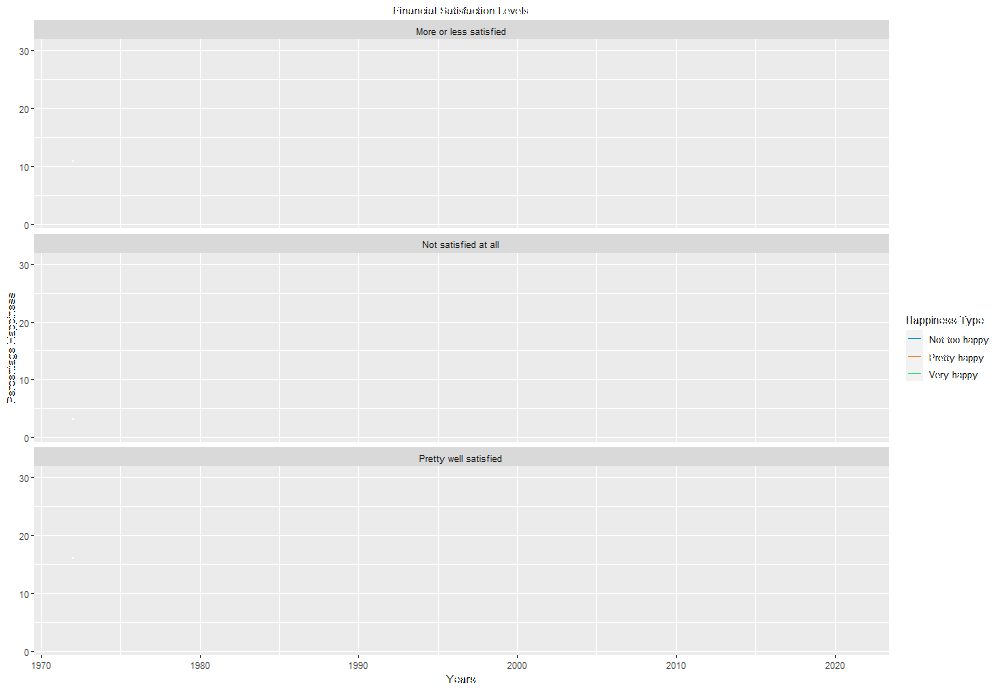 Financial Satisfaction Levels
More or less satisfied
30
20
10
0
Not satisfied at all
30
20
10
0
Pretty well satisfied
30
20
10
0
1970 1980 1990 2000 2010 2020
Years
Percentage Happiness
Happiness Type
Not too happy
Pretty happy
Very happy